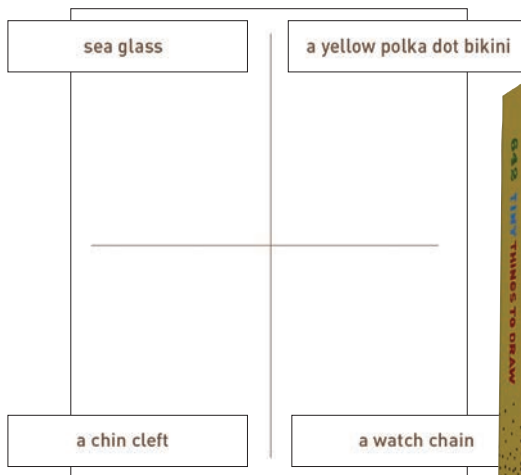 sea glass
a yellow polka dot bikini
642 TINY THINGS TO DRAW
a chin cleft
a watch chain